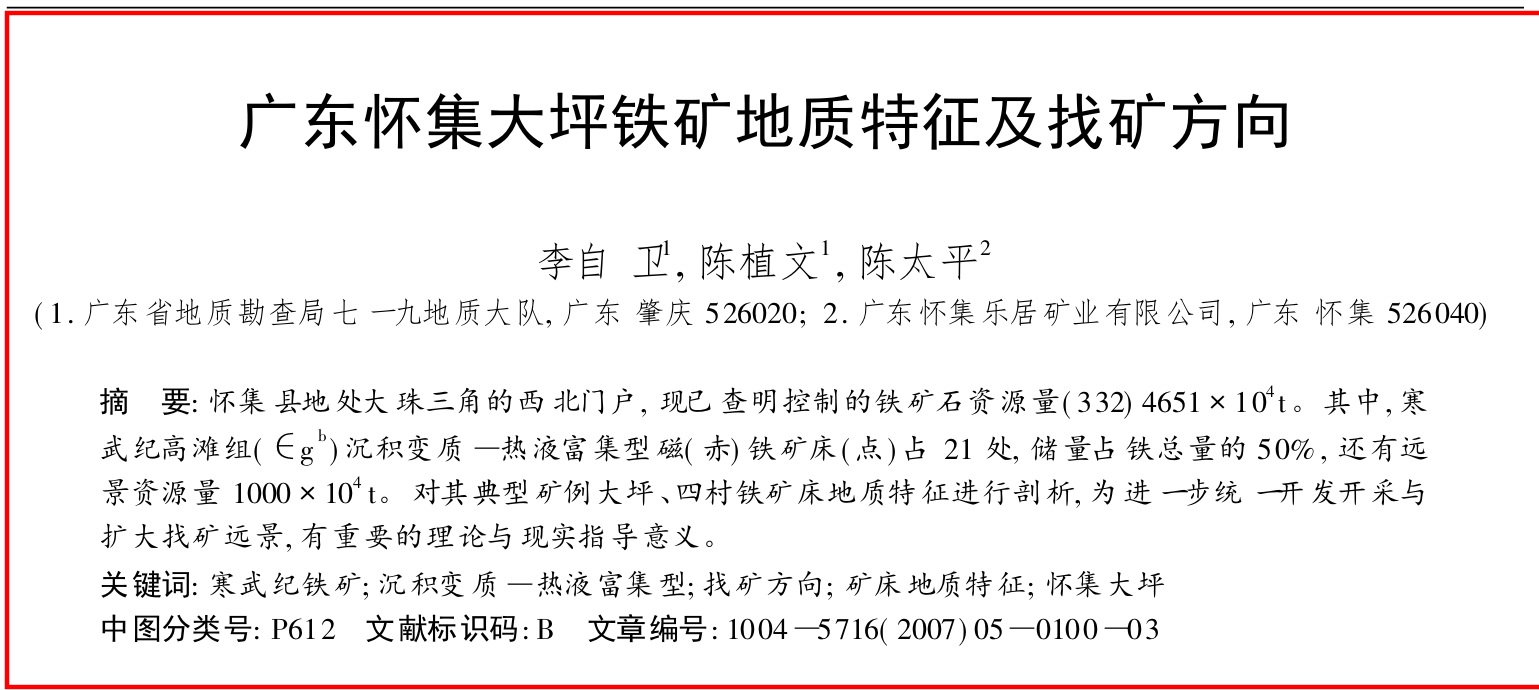 广东怀集大坪铁矿地质特征及找矿方向
李自卫¹, 陈植文¹, 陈太平²
(1. 广东省地质勘查局七一九地质大队, 广东 肇庆 526020; 2. 广东怀集乐居矿业有限公司, 广东 怀集 526040)
摘 要: 怀集县地处大珠三角的西北门户, 现已查明控制的铁矿石资源量(332) 4651×10⁴t。其中, 寒
武纪高滩组(∈gᵇ)沉积变质—热液富集型磁(赤)铁矿床(点)占 21 处, 储量占铁总量的 50%, 还有远
景资源量 1000×10⁴t。对其典型矿例大坪、四村铁矿床地质特征进行剖析, 为进一步统一开发开采与
扩大找矿远景, 有重要的理论与现实指导意义。
关键词: 寒武纪铁矿; 沉积变质—热液富集型; 找矿方向; 矿床地质特征; 怀集大坪
中图分类号: P612 文献标识码: B 文章编号: 1004—5716(2007)05—0100—03